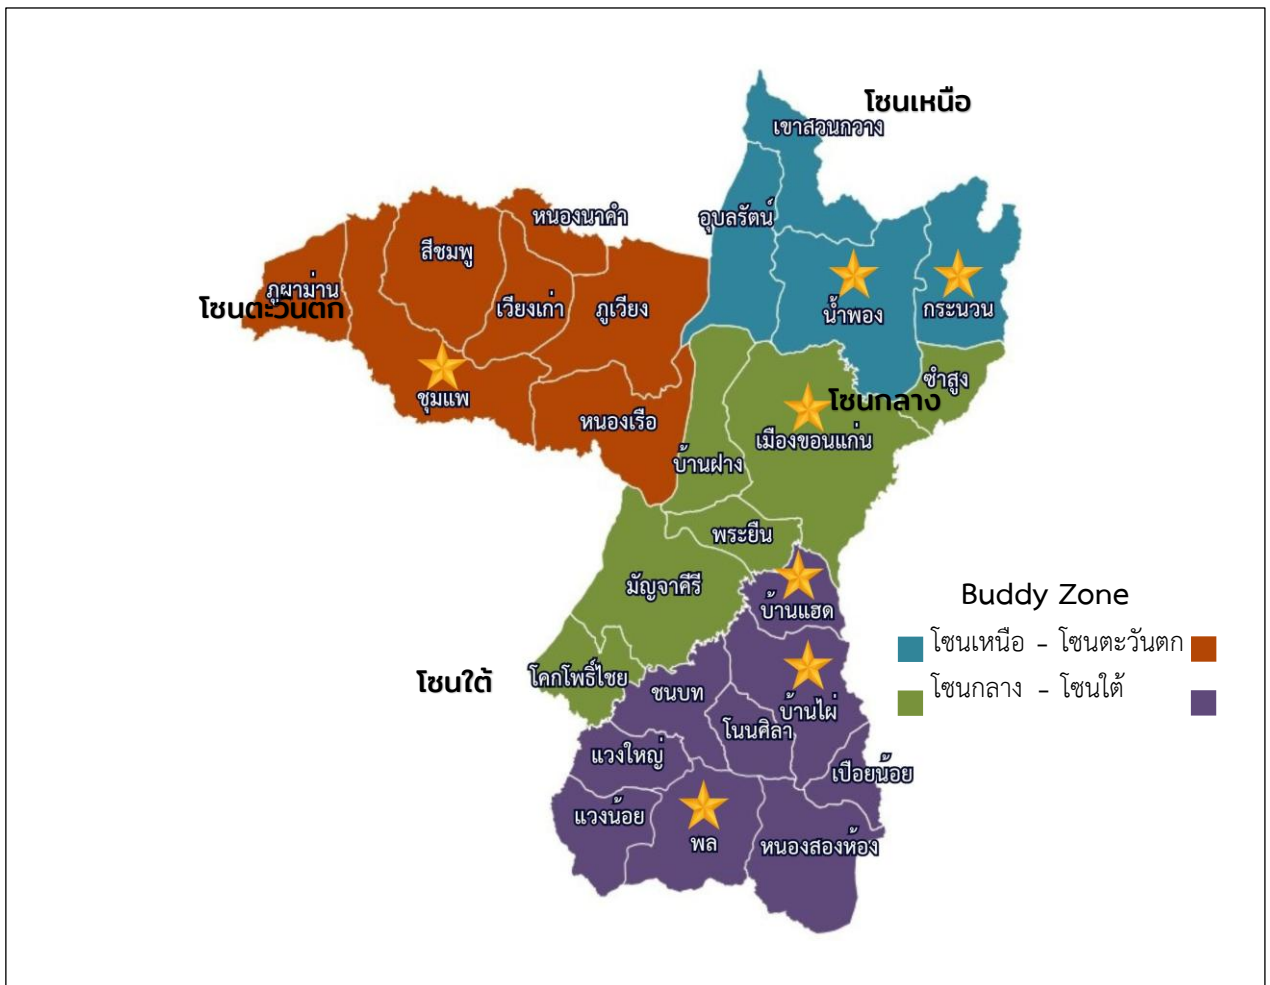 โซนเหนือ
เขาสวนกวาง
หนองนาคำ
อุบลรัตน์
สีชมพู
ภูผาม่าน
โซนตะวันตก
เวียงเก่า
ภูเวียง
น้ำพอง
กระนวน
ซำสูง
ชุมแพ
โซนกลาง
หนองเรือ
เมืองขอนแก่น
บ้านฝาง
พระยืน
มัญจาคีรี
บ้านแฮด
Buddy Zone
โซนเหนือ - โซนตะวันตก
โซนกลาง - โซนใต้
โซนใต้
โคกโพธิ์ไชย
ชนบท
บ้านไผ่
โนนศิลา
แวงใหญ่
เปือยน้อย
แวงน้อย
พล
หนองสองห้อง